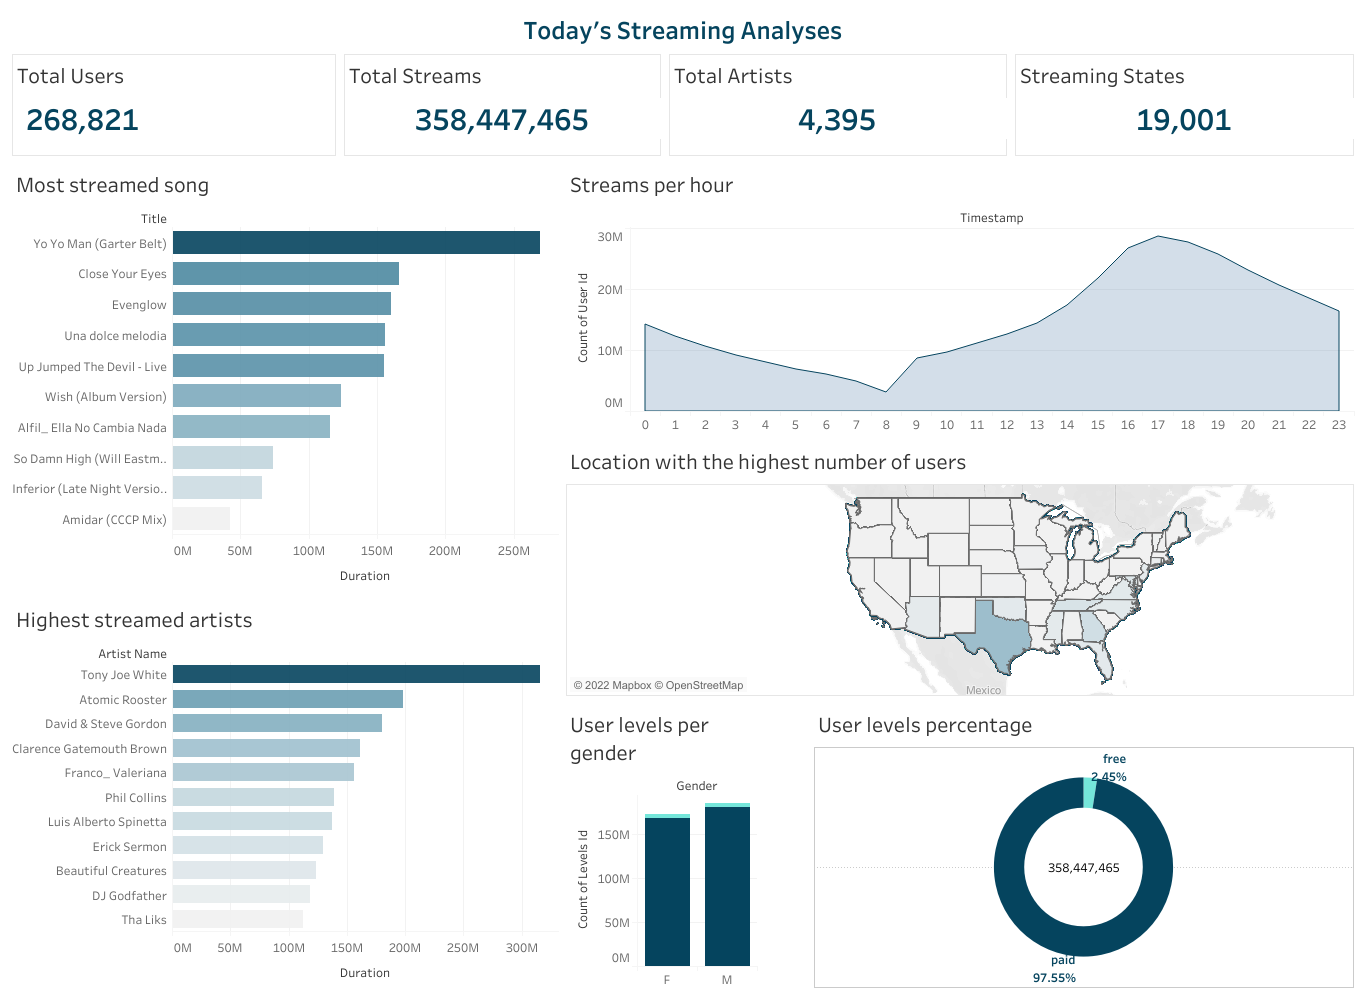 Today's Streaming Analyses
Total Users
268,821
Total Streams
358,447,465
Total Artists
4,395
Streaming States
19,001
Most streamed song
Title
Yo Yo Man (Garter Belt)
Close Your Eyes
Evenglow
Una dolce melodia
Up Jumped The Devil - Live
Wish (Album Version)
Alfil_ Ella No Cambia Nada
So Damn High (Will Eastm..
Inferior (Late Night Versio..
Amidar (CCCP Mix)
0M 50M 100M 150M 200M 250M
Duration
Highest streamed artists
Artist Name
Tony Joe White
Atomic Rooster
David & Steve Gordon
Clarence Gatemouth Brown
Franco_ Valeriana
Phil Collins
Luis Alberto Spinetta
Erick Sermon
Beautiful Creatures
DJ Godfather
Tha Liks
0M 50M 100M 150M 200M 250M 300M
Duration
Streams per hour
Timestamp
Count of User Id
30M
20M
10M
0M
0 1 2 3 4 5 6 7 8 9 10 11 12 13 14 15 16 17 18 19 20 21 22 23
Location with the highest number of users
© 2022 Mapbox © OpenStreetMap
Mexico
User levels per
gender
Gender
Count of Levels Id
150M
100M
50M
0M
F M
User levels percentage
free
2.45%
358,447,465
paid
97.55%